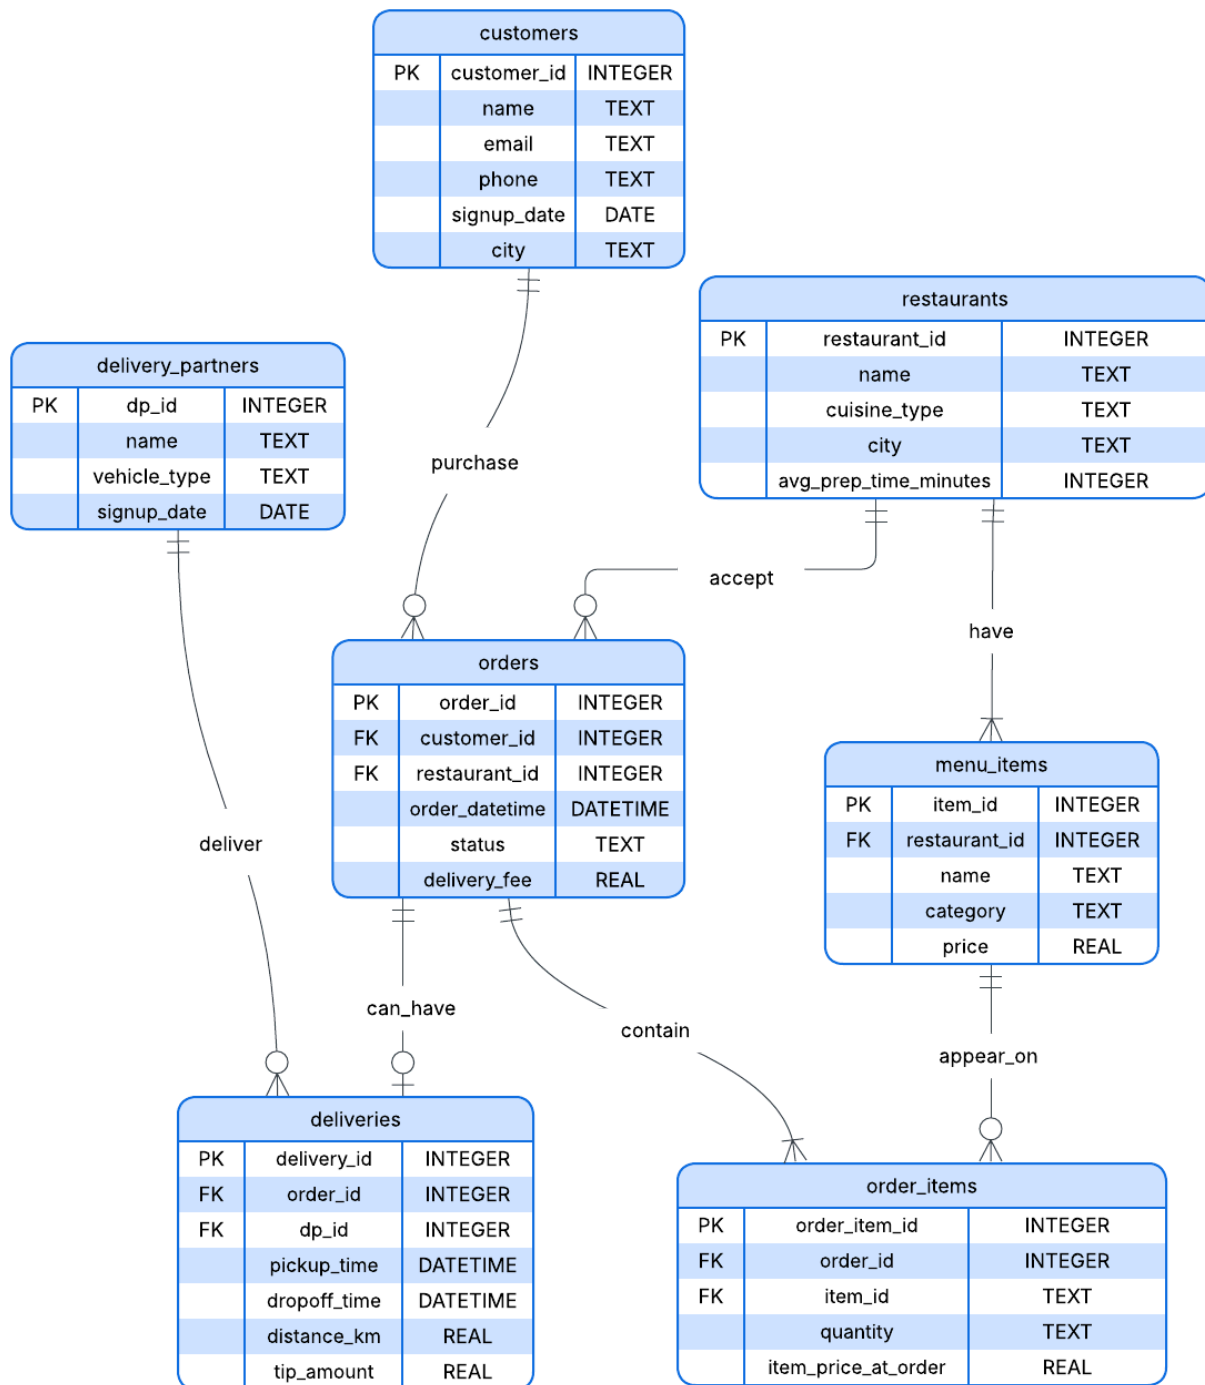 customers
PK customer_id INTEGER
name TEXT
email TEXT
phone TEXT
signup_date DATE
city TEXT
restaurants
PK restaurant_id INTEGER
name TEXT
cuisine_type TEXT
city TEXT
avg_prep_time_minutes INTEGER
delivery_partners
PK dp_id INTEGER
name TEXT
vehicle_type TEXT
signup_date DATE
purchase
accept
have
orders
PK order_id INTEGER
FK customer_id INTEGER
FK restaurant_id INTEGER
order_datetime DATETIME
status TEXT
delivery_fee REAL
menu_items
PK item_id INTEGER
FK restaurant_id INTEGER
name TEXT
category TEXT
price REAL
deliver
can_have
contain
appear_on
deliveries
PK delivery_id INTEGER
FK order_id INTEGER
FK dp_id INTEGER
pickup_time DATETIME
dropoff_time DATETIME
distance_km REAL
tip_amount REAL
order_items
PK order_item_id INTEGER
FK order_id INTEGER
FK item_id TEXT
quantity TEXT
item_price_at_order REAL